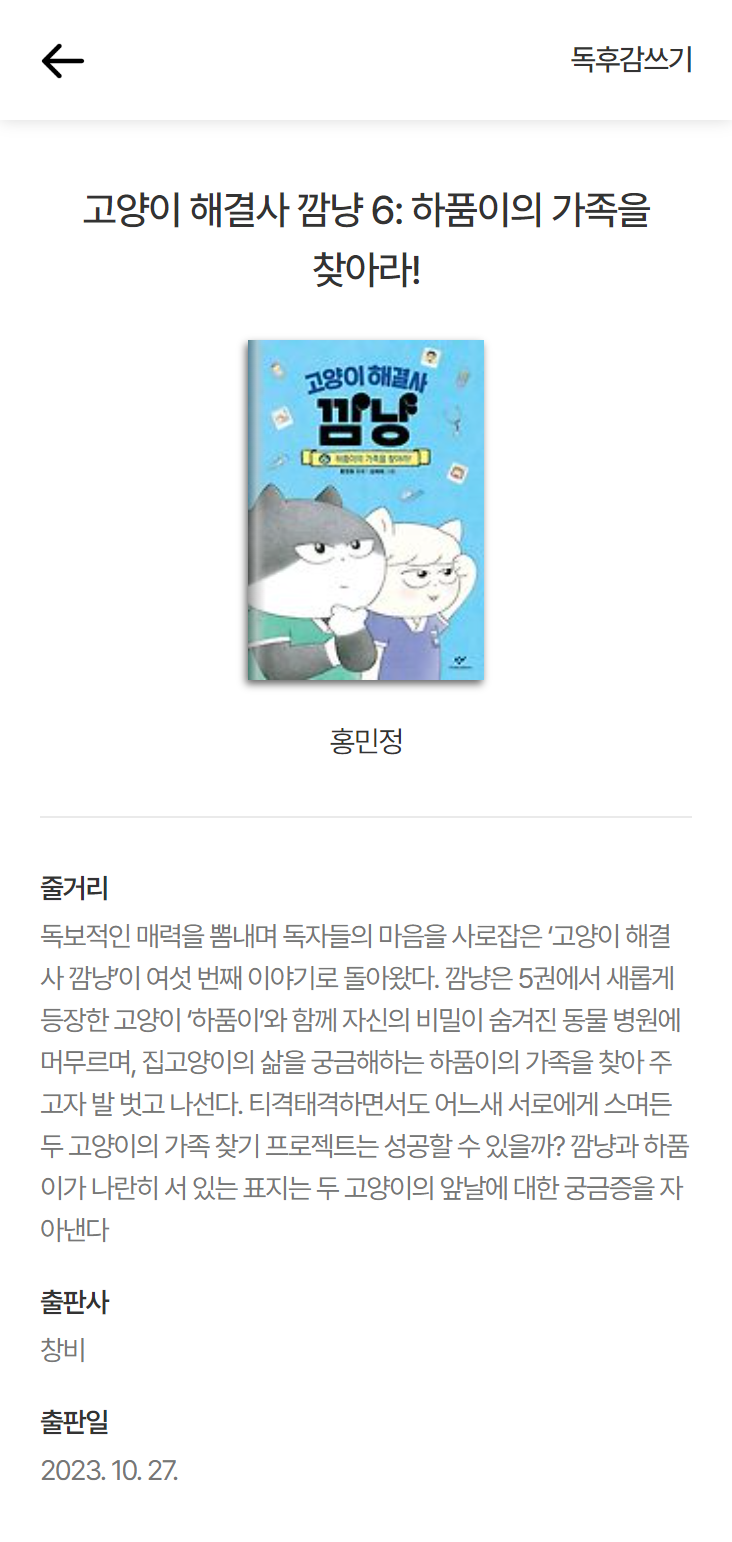 독후감쓰기
고양이 해결사 깜냥 6: 하품이의 가족을
찾아라!
고양이 해결사
깜냥
하품이의 가족을 찾아라!
홍민정
줄거리
독보적인 매력을 뽐내며 독자들의 마음을 사로잡은 ‘고양이 해결
사 깜냥’이 여섯 번째 이야기로 돌아왔다. 깜냥은 5권에서 새롭게
등장한 고양이 ‘하품이’와 함께 자신의 비밀이 숨겨진 동물 병원에
머무르며, 집고양이의 삶을 궁금해하는 하품이의 가족을 찾아 주
고자 발 벗고 나선다. 티격태격하면서도 어느새 서로에게 스며든
두 고양이의 가족 찾기 프로젝트는 성공할 수 있을까? 깜냥과 하품
이가 나란히 서 있는 표지는 두 고양이의 앞날에 대한 궁금증을 자
아낸다
출판사
창비
출판일
2023. 10. 27.